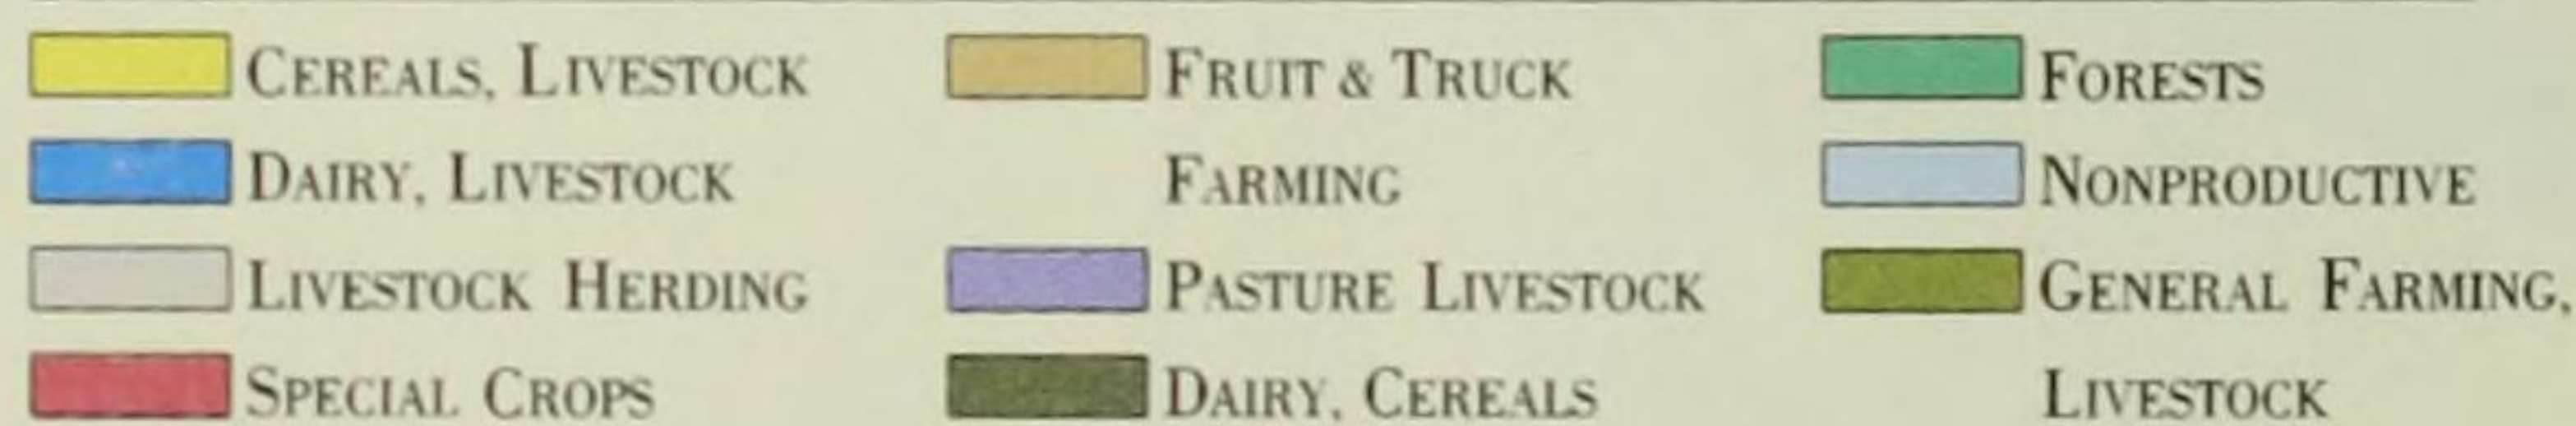 CEREALS, LIVESTOCK
DAIRY, LIVESTOCK
LIVESTOCK HERDING
SPECIAL CROPS
FRUIT & TRUCK
FARMING
PASTURE LIVESTOCK
DAIRY, CEREALS
FORESTS
NONPRODUCTIVE
GENERAL FARMING,
LIVESTOCK